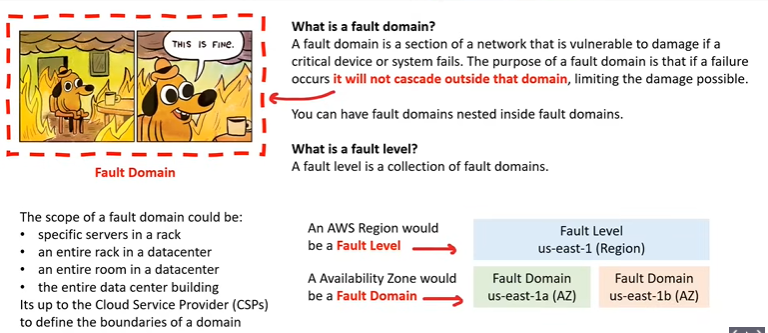 THIS IS FINE.
Fault Domain
What is a fault domain?
A fault domain is a section of a network that is vulnerable to damage if a
critical device or system fails. The purpose of a fault domain is that if a failure
occurs it will not cascade outside that domain, limiting the damage possible.
You can have fault domains nested inside fault domains.
What is a fault level?
A fault level is a collection of fault domains.
The scope of a fault domain could be:
• specific servers in a rack
• an entire rack in a datacenter
• an entire room in a datacenter
• the entire data center building
Its up to the Cloud Service Provider (CSPs)
to define the boundaries of a domain
An AWS Region would
be a Fault Level
Fault Level
us-east-1 (Region)
A Availability Zone would
be a Fault Domain
Fault Domain
us-east-1a (AZ)
Fault Domain
us-east-1b (AZ)